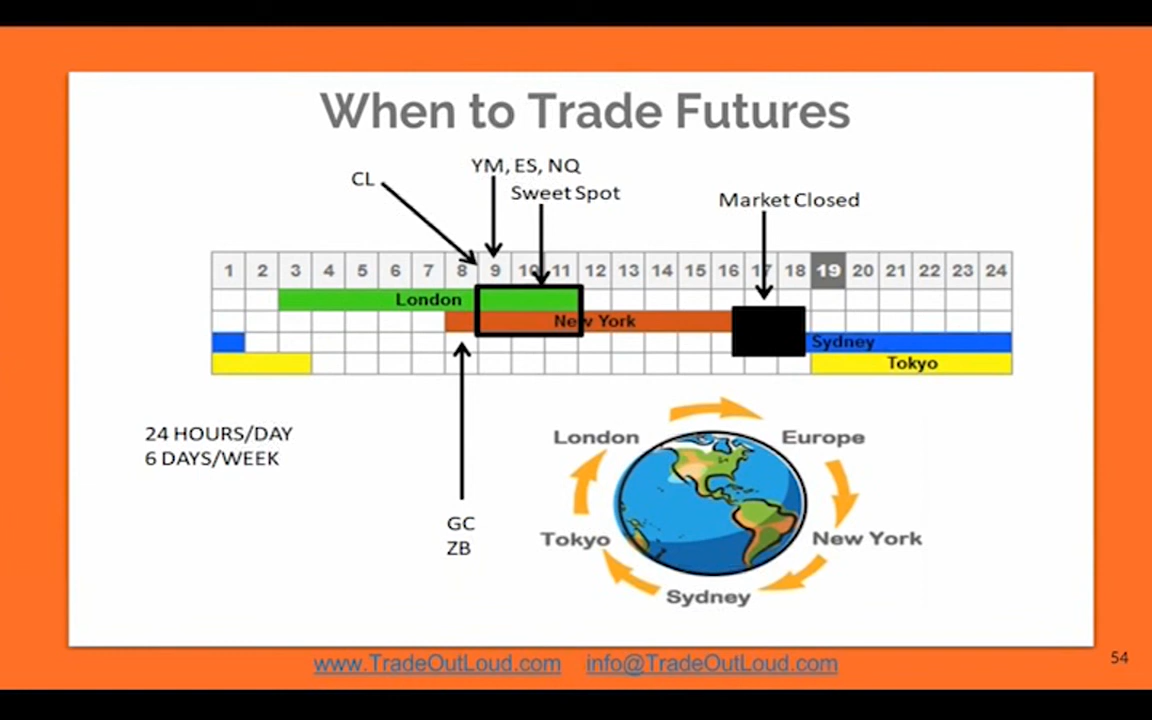 When to Trade Futures
YM, ES, NQ
CL
Sweet Spot
Market Closed
1 2 3 4 5 6 7 8 9 10 11 12 13 14 15 16 17 18 19 20 21 22 23 24
London
New York
Sydney
Tokyo
24 HOURS/DAY
6 DAYS/WEEK
GC
ZB
London Europe
Tokyo New York
Sydney
www.TradeOutLoud.com info@TradeOutLoud.com
54